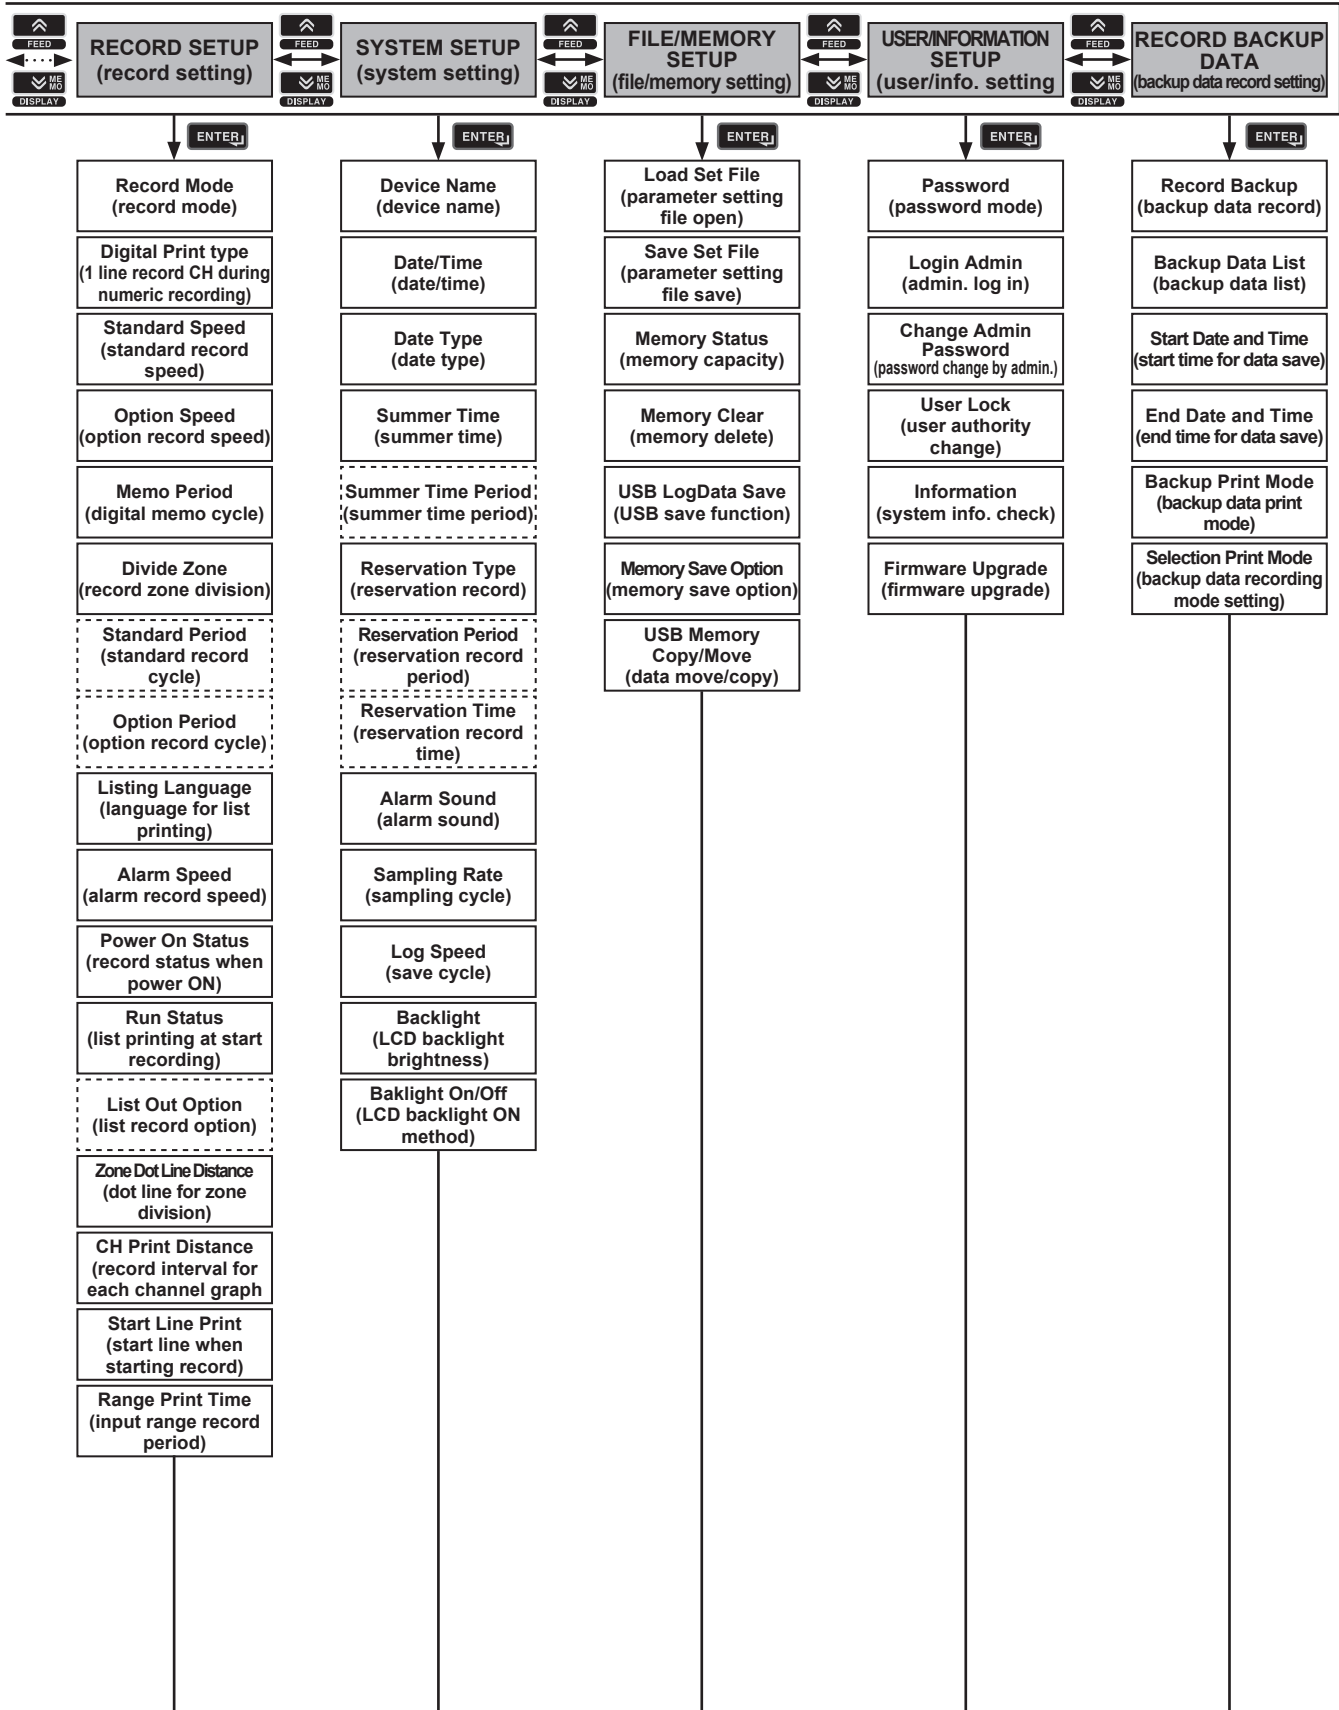 FEED
ME
MO
DISPLAY
RECORD SETUP
(record setting)
FEED
ME
MO
DISPLAY
SYSTEM SETUP
(system setting)
FEED
ME
MO
DISPLAY
FILE/MEMORY
SETUP
(file/memory setting)
FEED
ME
MO
DISPLAY
USER/INFORMATION
SETUP
(user/info. setting
FEED
ME
MO
DISPLAY
RECORD BACKUP
DATA
(backup data record setting)
ENTER
Record Mode
(record mode)
Digital Print type
(1 line record CH during
numeric recording)
Standard Speed
(standard record
speed)
Option Speed
(option record speed)
Memo Period
(digital memo cycle)
Divide Zone
(record zone division)
Standard Period
(standard record
cycle)
Option Period
(option record cycle)
Listing Language
(language for list
printing)
Alarm Speed
(alarm record speed)
Power On Status
(record status when
power ON)
Run Status
(list printing at start
recording)
List Out Option
(list record option)
Zone Dot Line Distance
(dot line for zone
division)
CH Print Distance
(record interval for
each channel graph
Start Line Print
(start line when
starting record)
Range Print Time
(input range record
period)
ENTER
Device Name
(device name)
Date/Time
(date/time)
Date Type
(date type)
Summer Time
(summer time)
Summer Time Period
(summer time period)
Reservation Type
(reservation record)
Reservation Period
(reservation record
period)
Reservation Time
(reservation record
time)
Alarm Sound
(alarm sound)
Sampling Rate
(sampling cycle)
Log Speed
(save cycle)
Backlight
(LCD backlight
brightness)
Baklight On/Off
(LCD backlight ON
method)
ENTER
Load Set File
(parameter setting
file open)
Save Set File
(parameter setting
file save)
Memory Status
(memory capacity)
Memory Clear
(memory delete)
USB LogData Save
(USB save function)
Memory Save Option
(memory save option)
USB Memory
Copy/Move
(data move/copy)
ENTER
Password
(password mode)
Login Admin
(admin. log in)
Change Admin
Password
(password change by admin.)
User Lock
(user authority
change)
Information
(system info. check)
Firmware Upgrade
(firmware upgrade)
ENTER
Record Backup
(backup data record)
Backup Data List
(backup data list)
Start Date and Time
(start time for data save)
End Date and Time
(end time for data save)
Backup Print Mode
(backup data print
mode)
Selection Print Mode
(backup data recording
mode setting)